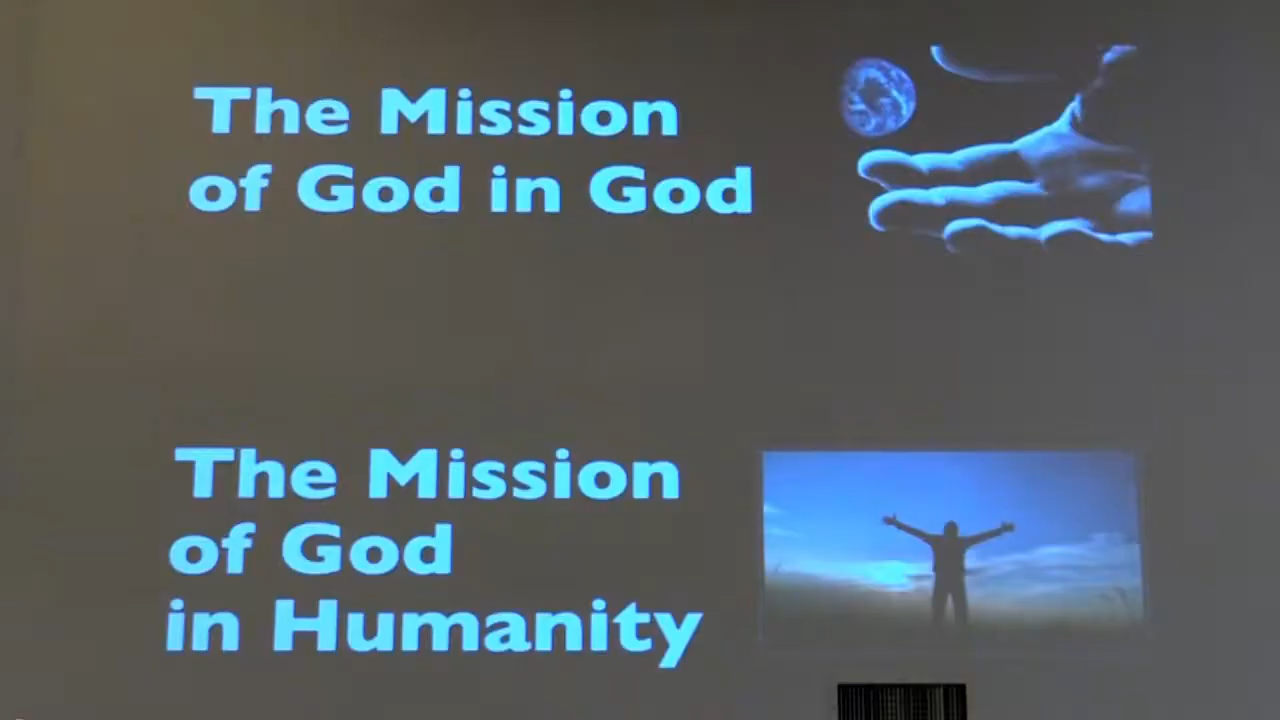 The Mission
of God in God
The Mission
of God
in Humanity